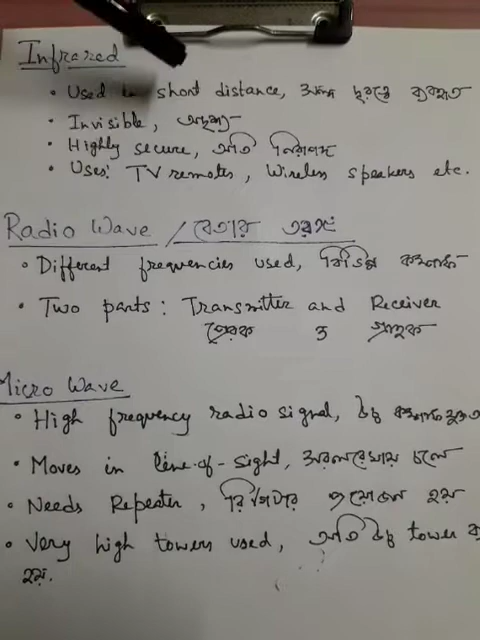 Infrared
• Used in short distance, অল্প দূরত্বে ব্যবহৃত
• Invisible, অদৃশ্য
• Highly secure, অতি নিরাপদ
• Uses: TV remotes, Wireless speakers etc.
Radio Wave / বেতার তরঙ্গ
• Different frequencies used, বিভিন্ন কম্পাঙ্ক
• Two parts: Transmitter and Receiver
প্রেরক ও গ্রাহক
Micro Wave
• High frequency radio signal, উচ্চ কম্পাঙ্কযুক্ত
• Moves in line-of-sight, সরলরেখায় চলে
• Needs Repeater, রিপিটার প্রয়োজন হয়
• Very high towers used, অতি উচ্চ tower ব
হয়.